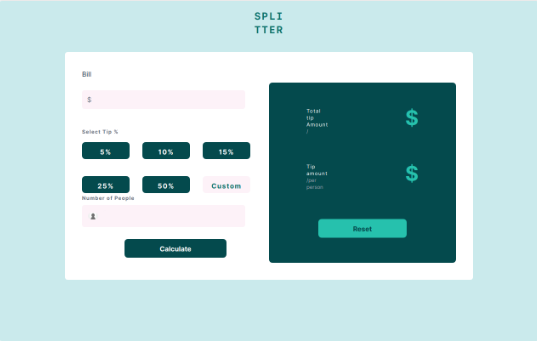 SPLI
TTER
Bill
$
Select Tip %
5%
10%
15%
25%
50%
Custom
Number of People
Calculate
Total
tip
Amount
/
$
Tip
amount
/per
person
$
Reset